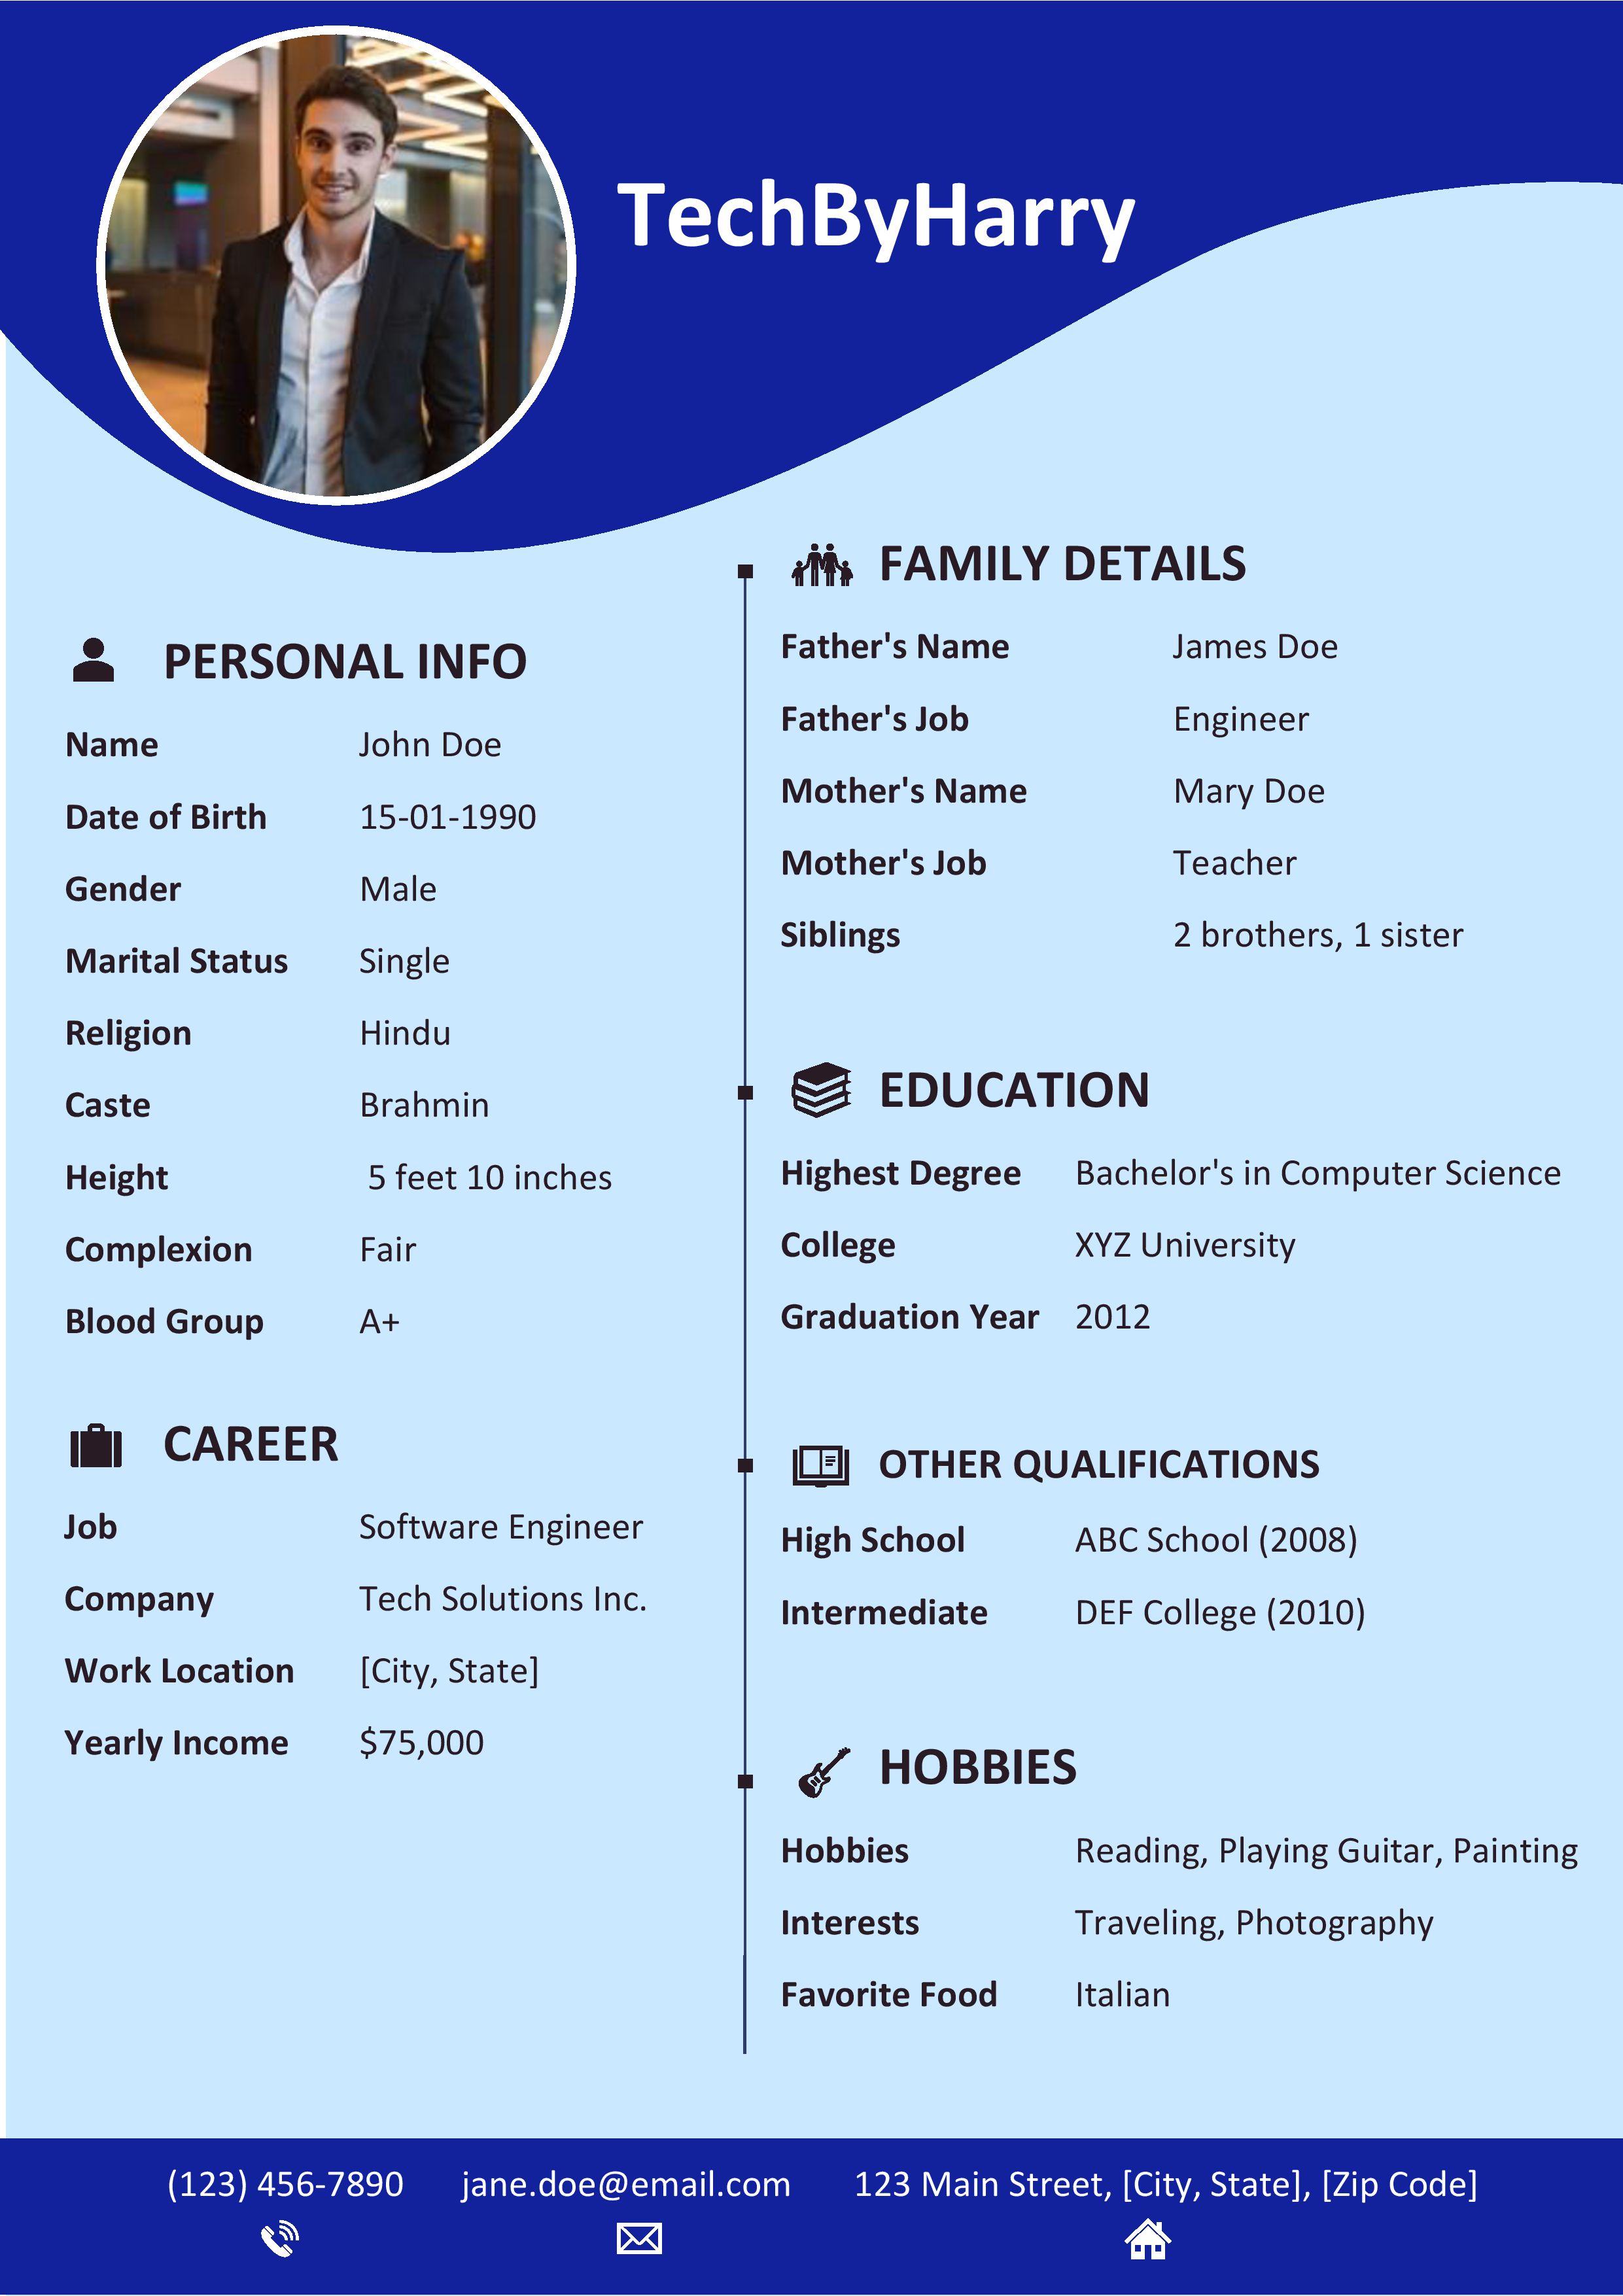 TechByHarry
PERSONAL INFO
Name John Doe
Date of Birth 15-01-1990
Gender Male
Marital Status Single
Religion Hindu
Caste Brahmin
Height 5 feet 10 inches
Complexion Fair
Blood Group A+
CAREER
Job Software Engineer
Company Tech Solutions Inc.
Work Location [City, State]
Yearly Income $75,000
FAMILY DETAILS
Father's Name James Doe
Father's Job Engineer
Mother's Name Mary Doe
Mother's Job Teacher
Siblings 2 brothers, 1 sister
EDUCATION
Highest Degree Bachelor's in Computer Science
College XYZ University
Graduation Year 2012
OTHER QUALIFICATIONS
High School ABC School (2008)
Intermediate DEF College (2010)
HOBBIES
Hobbies Reading, Playing Guitar, Painting
Interests Traveling, Photography
Favorite Food Italian
(123) 456-7890 jane.doe@email.com 123 Main Street, [City, State], [Zip Code]